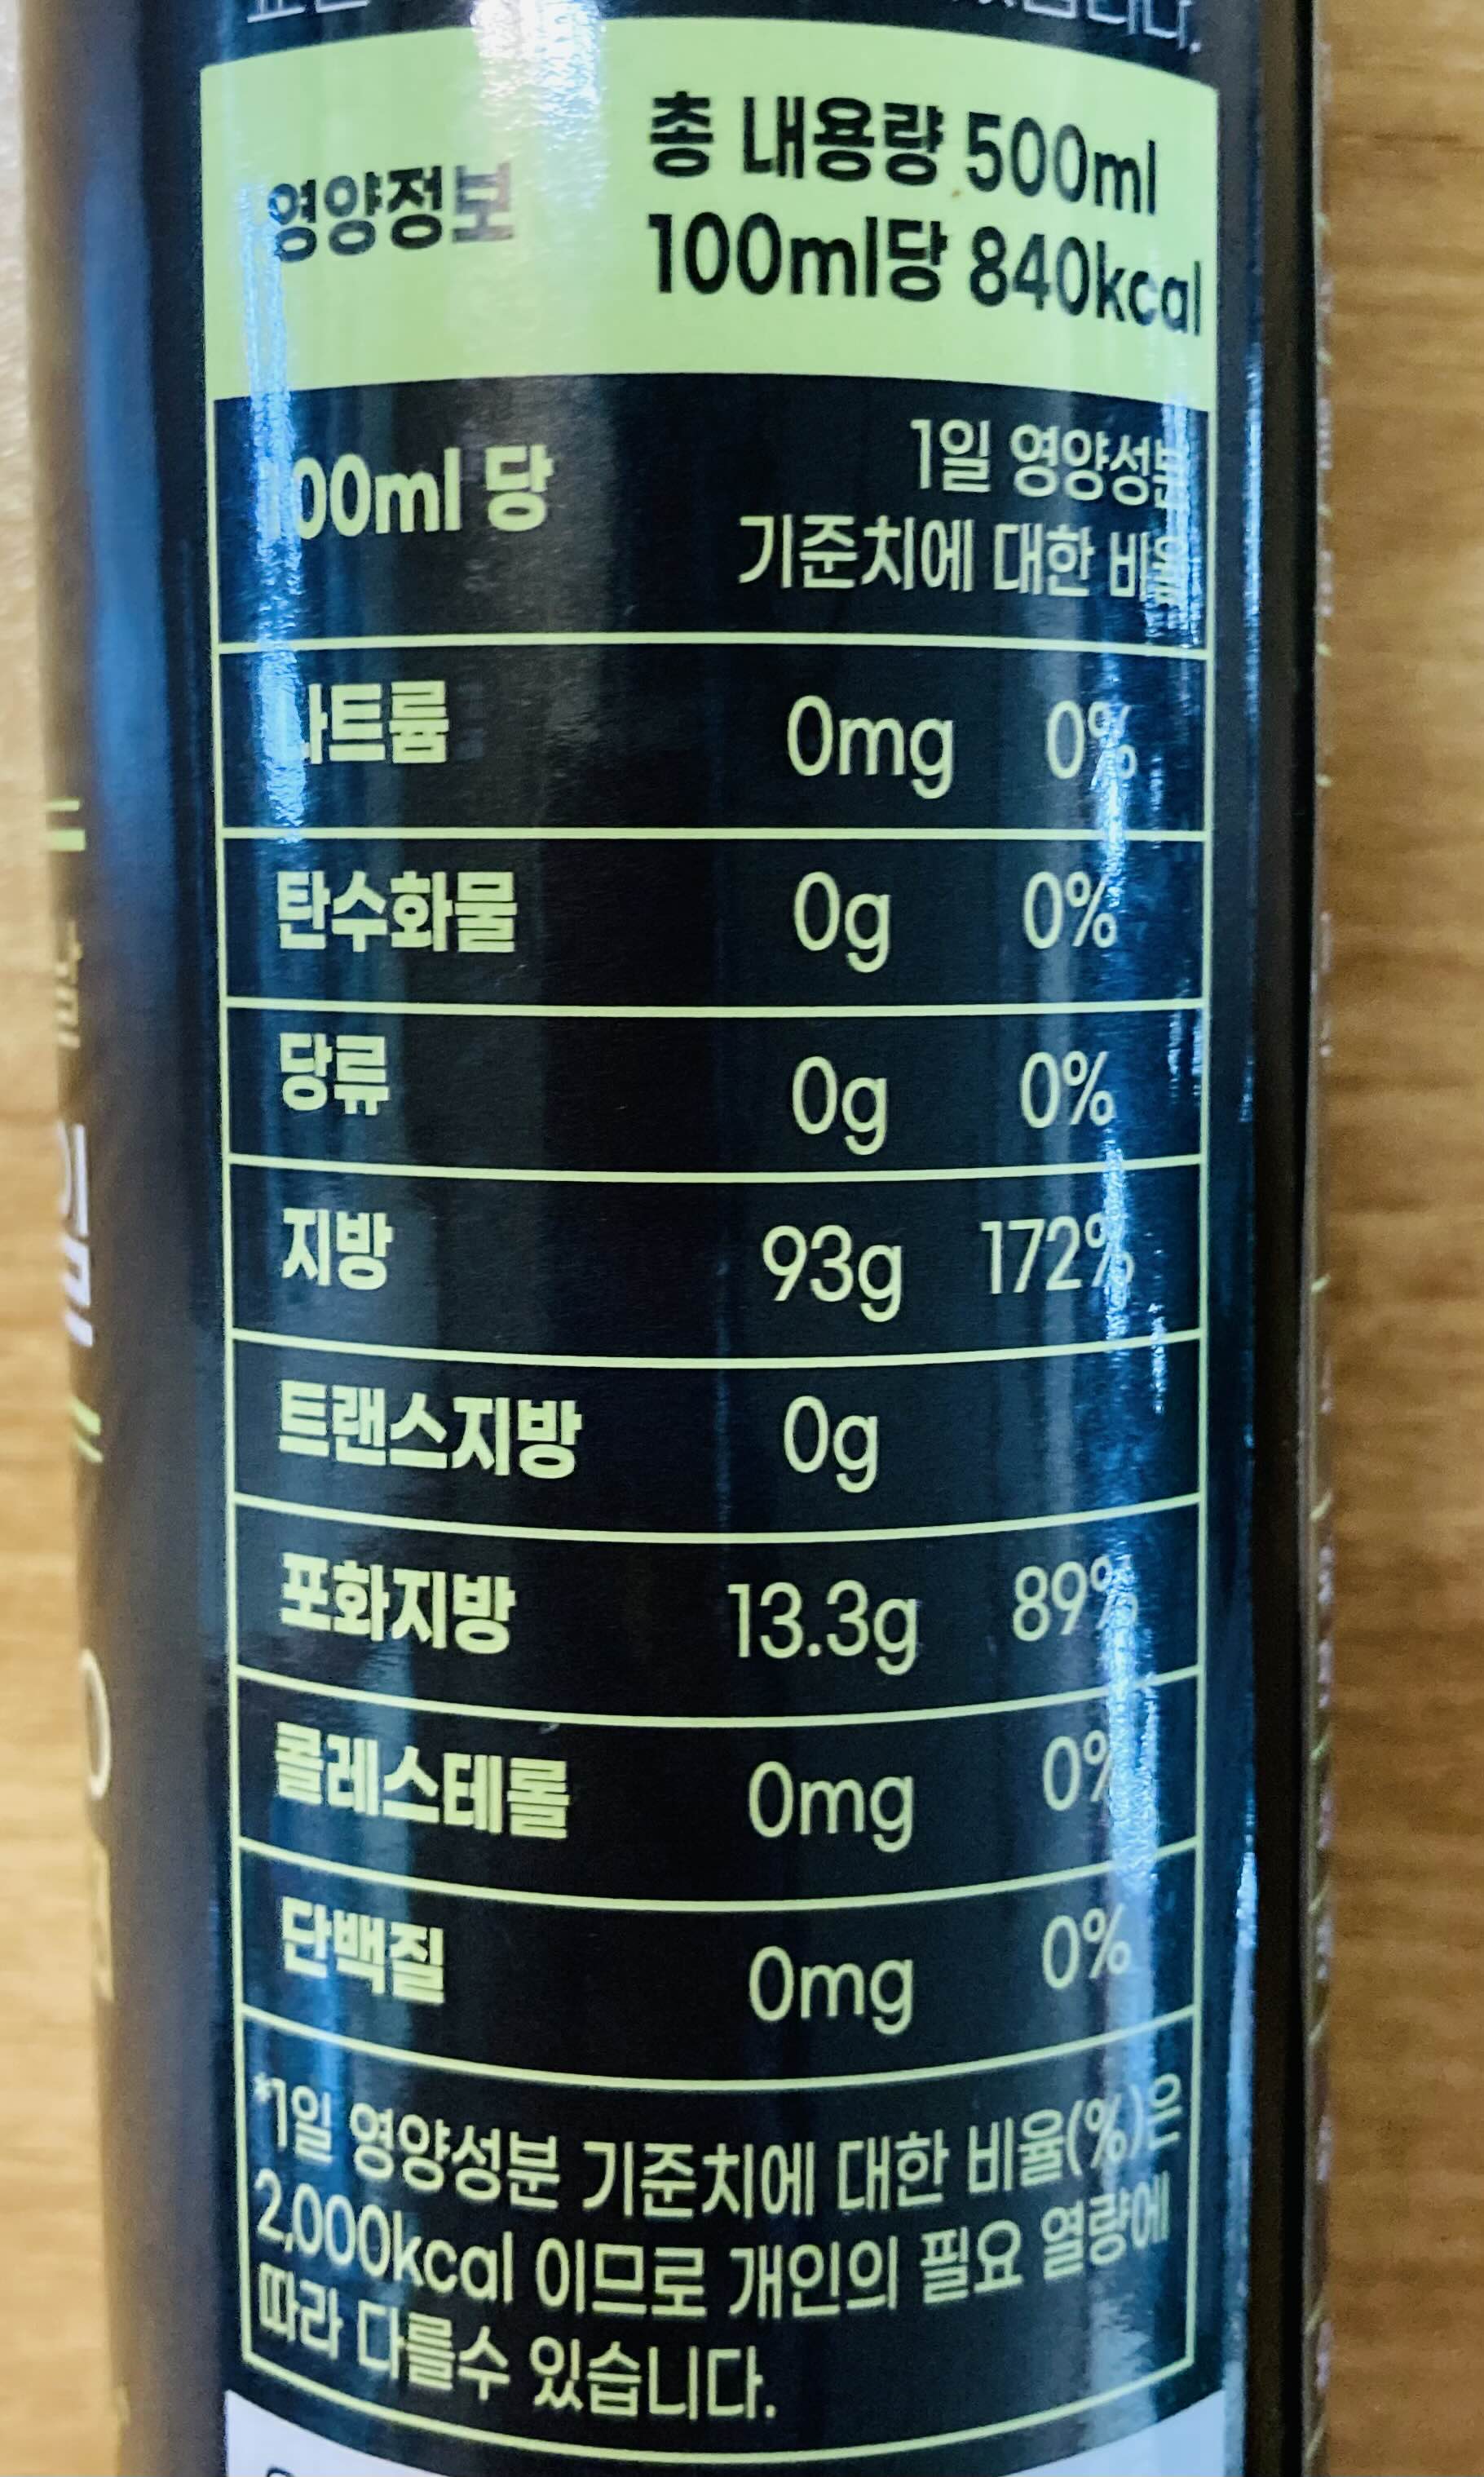 영양정보
총 내용량 500ml
100ml당 840kcal
100ml 당
1일 영양성분
기준치에 대한 비율
나트륨 0mg 0%
탄수화물 0g 0%
당류 0g 0%
지방 93g 172%
트랜스지방 0g
포화지방 13.3g 89%
콜레스테롤 0mg 0%
단백질 0mg 0%
*1일 영양성분 기준치에 대한 비율(%)은
2,000kcal 이므로 개인의 필요 열량에
따라 다를수 있습니다.